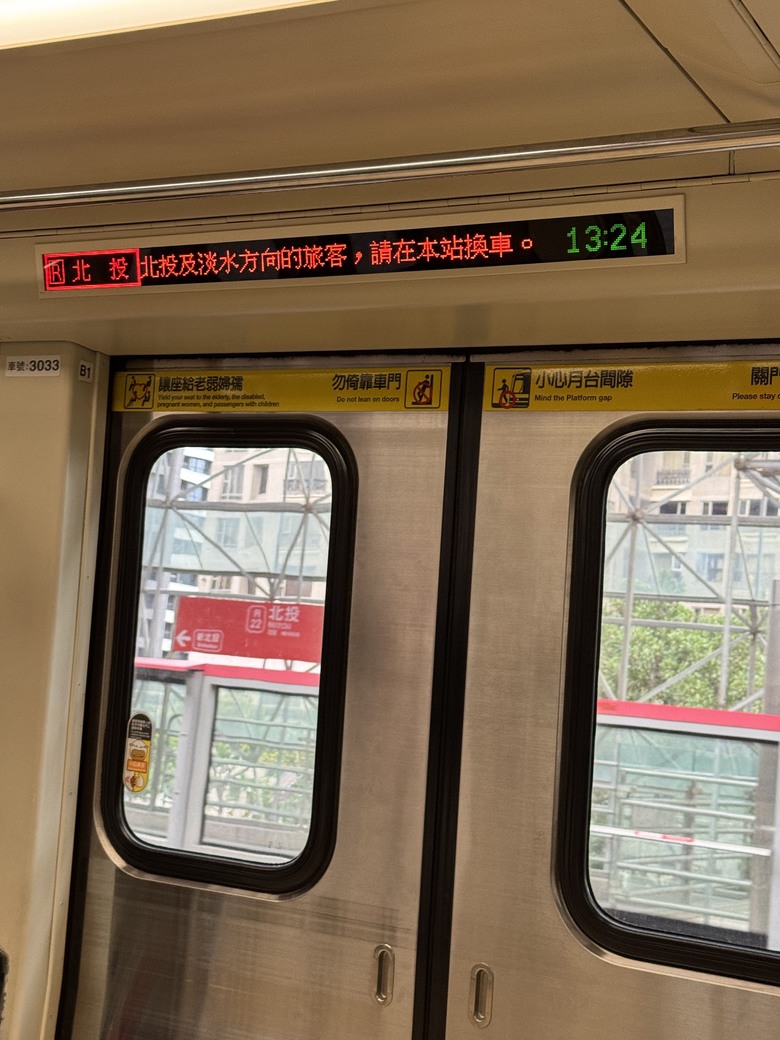 R 北投 北投及淡水方向的旅客，請在本站換車。 13:24
車號:3033
B1
讓座給老弱婦孺
Yield your seat to the elderly, the disabled,
pregnant women, and passengers with children
勿倚靠車門
Do not lean on doors
小心月台間隙
Mind the Platform gap
關門
Please stay c
R
22
北投
新北投